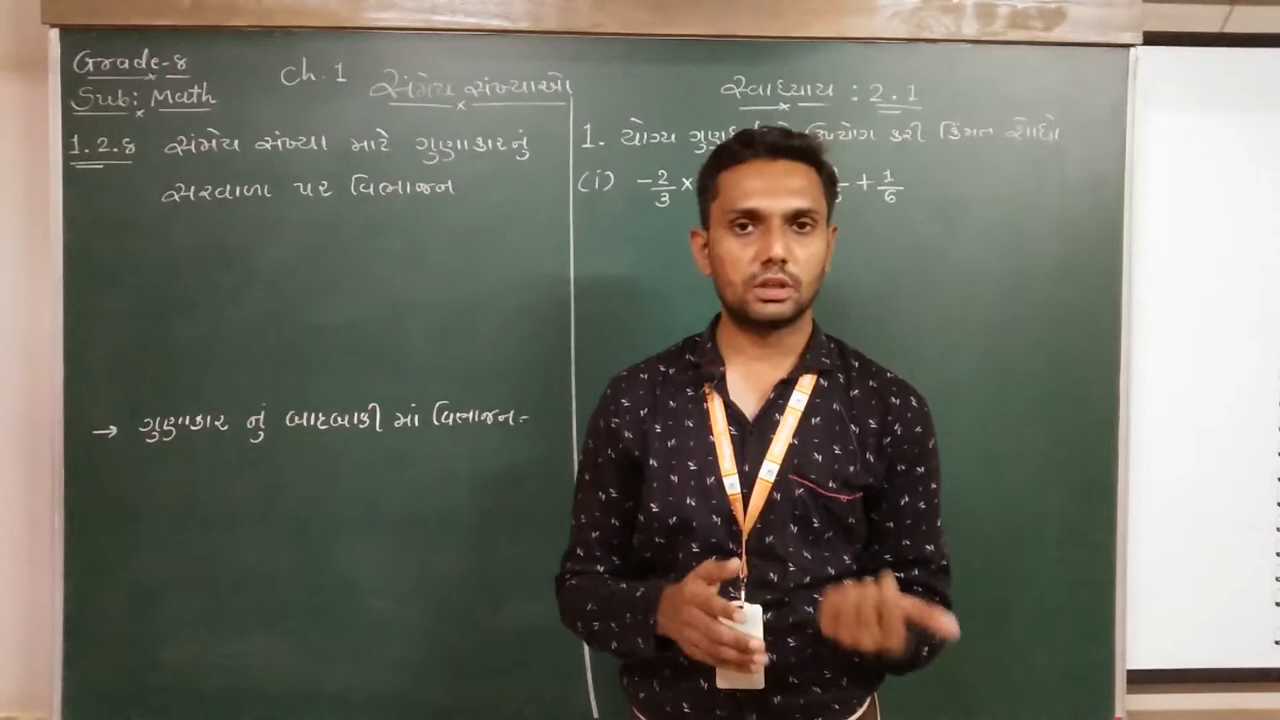 Grade-8
Sub: Math
Ch. 1 સંમેય સંખ્યાઓ
1.2.8 સંમેય સંખ્યા માટે ગુણાકારનું
સરવાળા પર વિભાજન
→ ગુણાકાર નું બાદબાકી માં વિભાજન:-
સ્વાધ્યાય : 2.1
1. યોગ્ય ઉપયોગ કરી કિંમત શોધો
(i) -2/3 × + 1/6